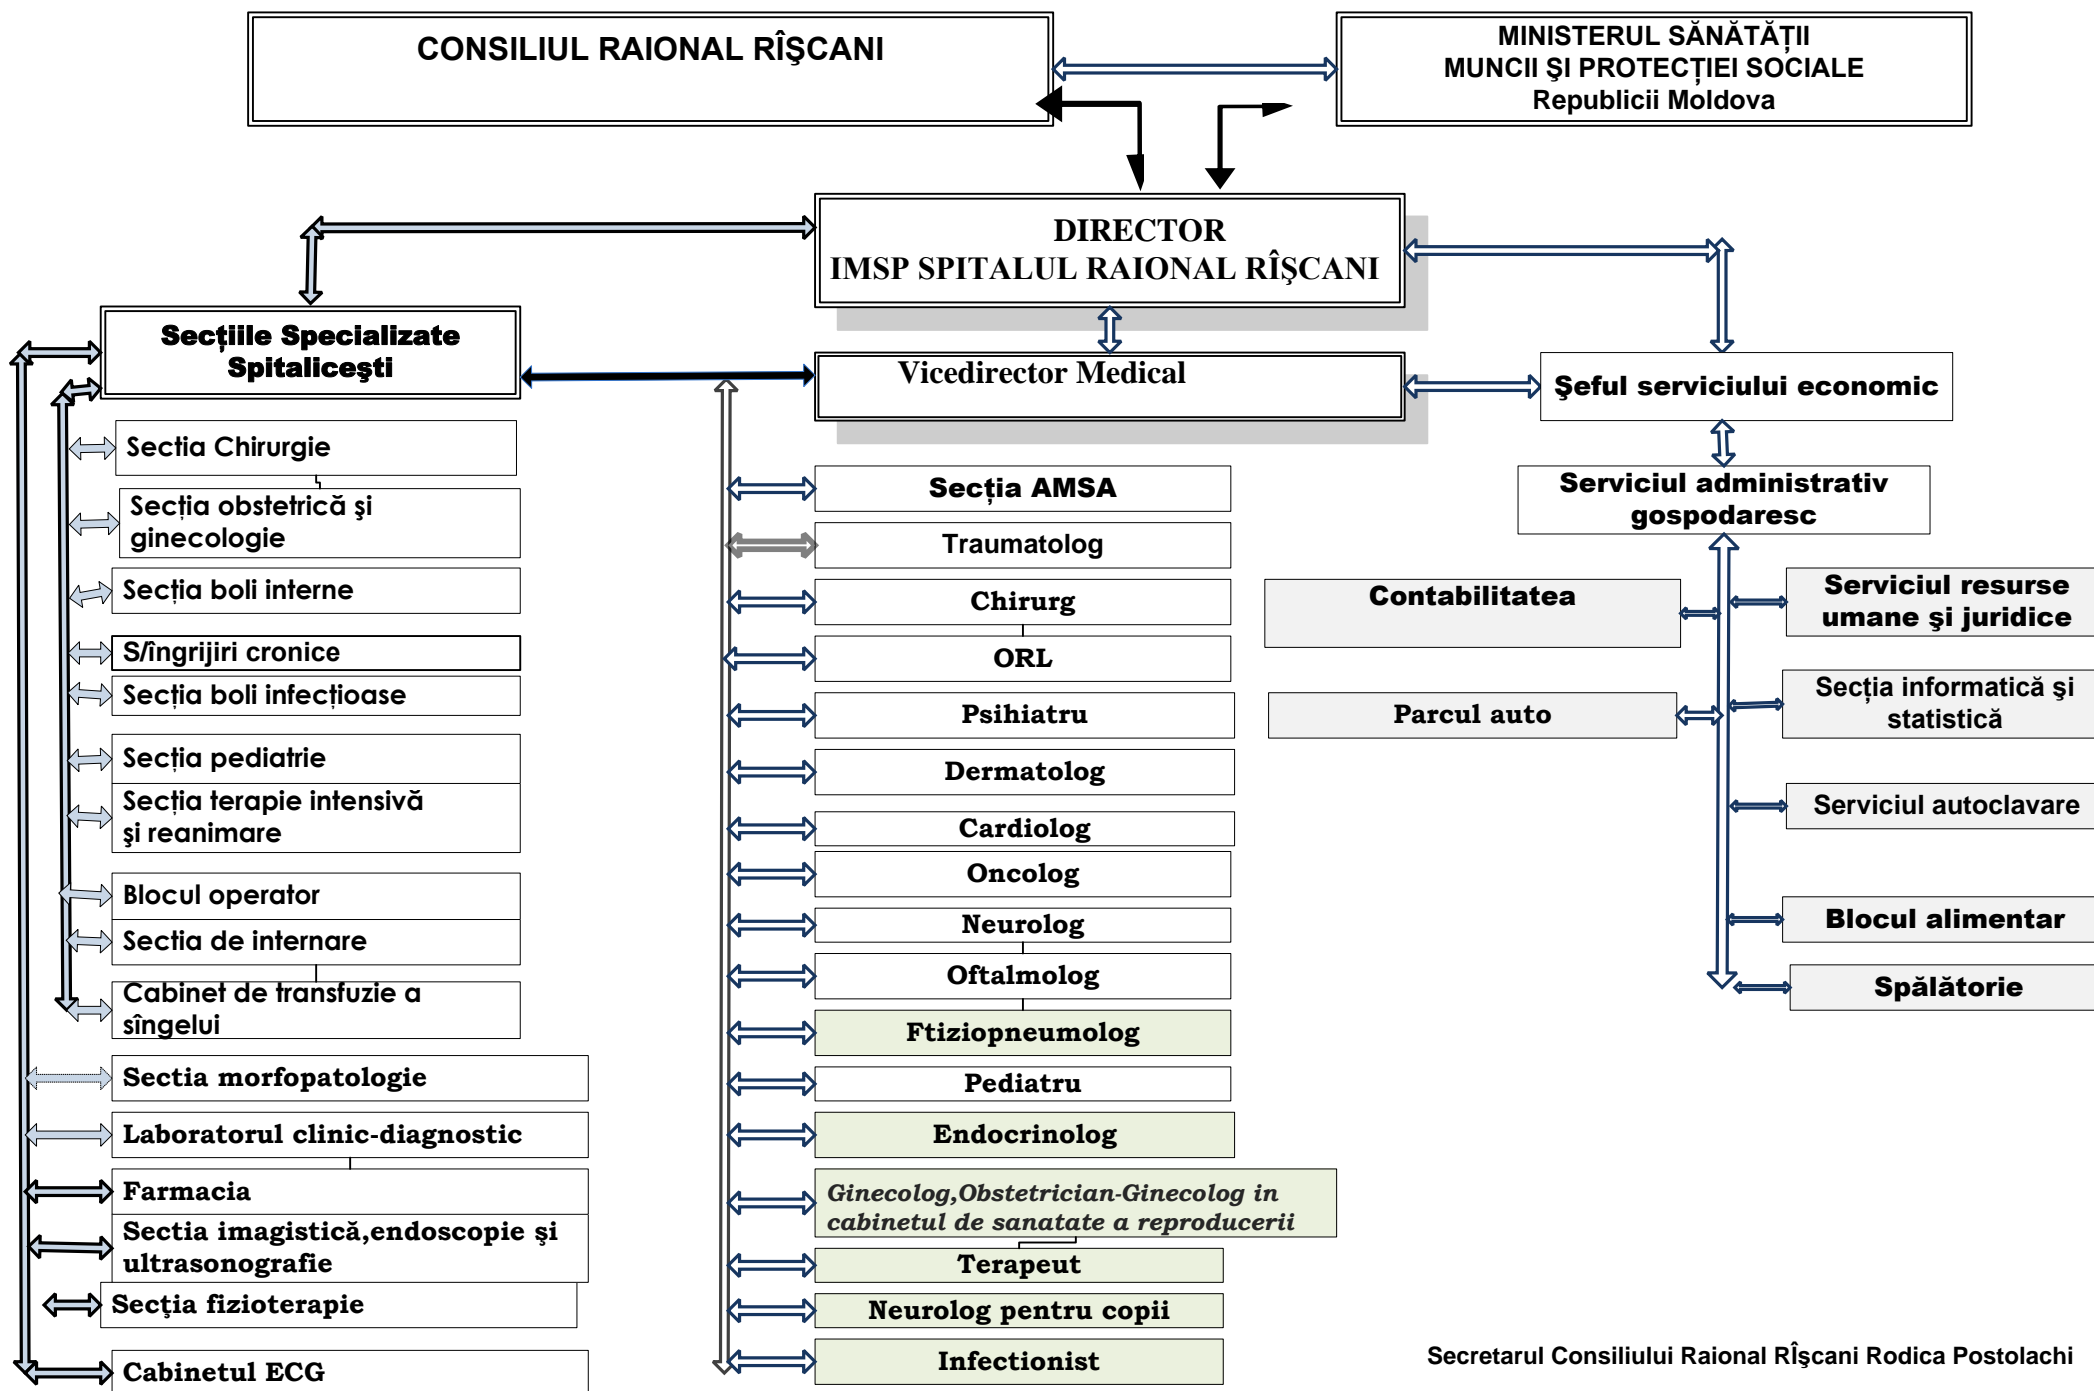 CONSILIUL RAIONAL RÎŞCANI
MINISTERUL SĂNĂTĂȚII
MUNCII ŞI PROTECȚIEI SOCIALE
Republicii Moldova
DIRECTOR
IMSP SPITALUL RAIONAL RÎŞCANI
Secțiile Specializate
Spitaliceşti
Vicedirector Medical
Şeful serviciului economic
Sectia Chirurgie
Secția obstetrică şi
ginecologie
Secția boli interne
S/îngrijiri cronice
Secția boli infecțioase
Secția pediatrie
Secția terapie intensivă
şi reanimare
Blocul operator
Sectia de internare
Cabinet de transfuzie a
sîngelui
Sectia morfopatologie
Laboratorul clinic-diagnostic
Farmacia
Sectia imagistică,endoscopie şi
ultrasonografie
Secţia fizioterapie
Cabinetul ECG
Secția AMSA
Traumatolog
Chirurg
ORL
Psihiatru
Dermatolog
Cardiolog
Oncolog
Neurolog
Oftalmolog
Ftiziopneumolog
Pediatru
Endocrinolog
Ginecolog,Obstetrician-Ginecolog in
cabinetul de sanatate a reproducerii
Terapeut
Neurolog pentru copii
Infectionist
Serviciul administrativ
gospodaresc
Contabilitatea
Parcul auto
Serviciul resurse
umane şi juridice
Secția informatică şi
statistică
Serviciul autoclavare
Blocul alimentar
Spălătorie
Secretarul Consiliului Raional RÎşcani Rodica Postolachi